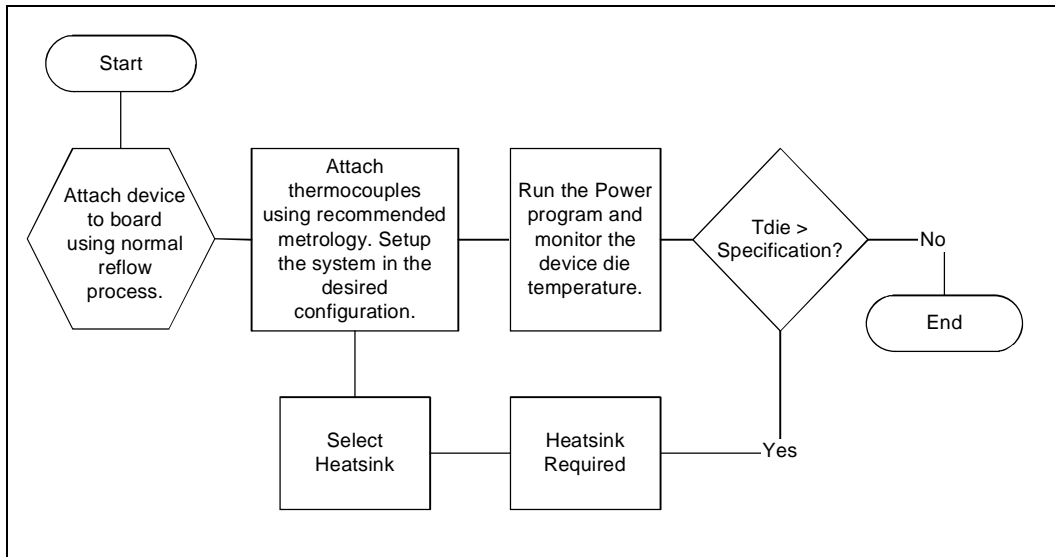 Start
Attach device
to board
using normal
reflow
process.
Attach
thermocouples
using recommended
metrology. Setup
the system in the
desired
configuration.
Run the Power
program and
monitor the
device die
temperature.
Tdie >
Specification?
No
End
Yes
Heatsink
Required
Select
Heatsink